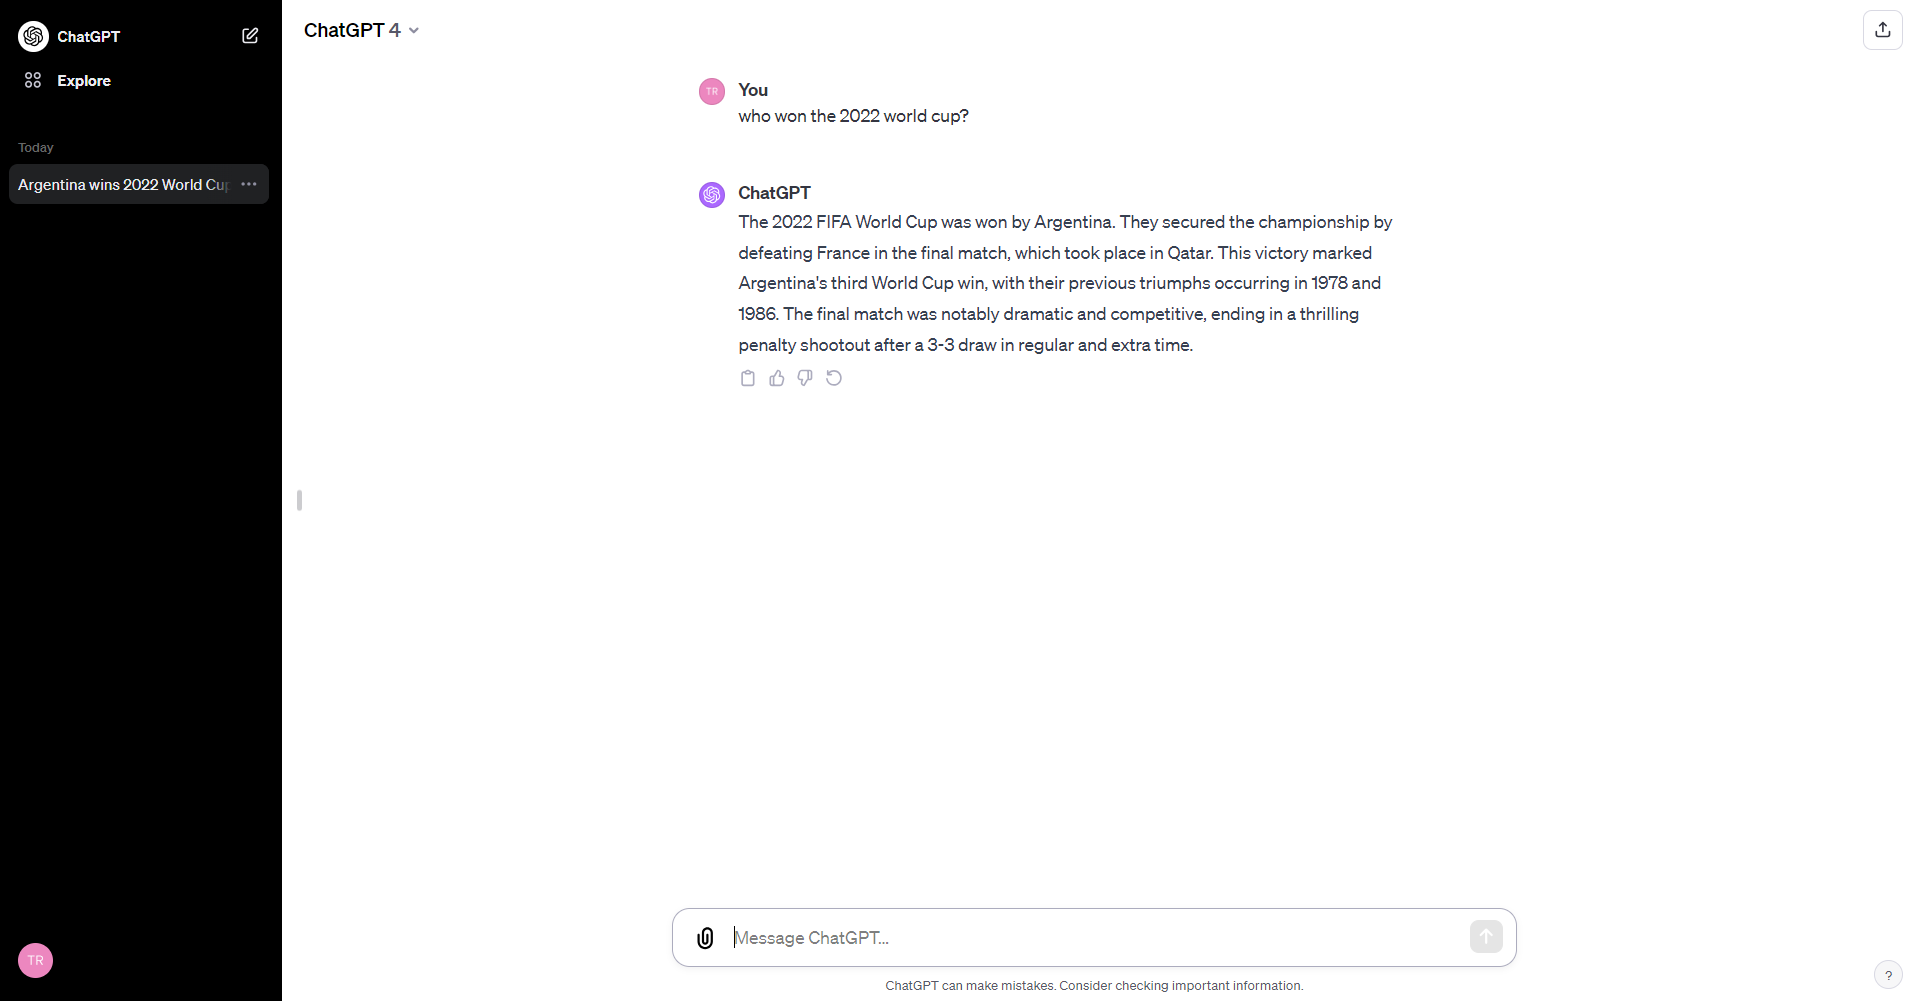 ChatGPT
Explore
Today
Argentina wins 2022 World Cup
TR
ChatGPT 4
TR
You
who won the 2022 world cup?
ChatGPT
The 2022 FIFA World Cup was won by Argentina. They secured the championship by
defeating France in the final match, which took place in Qatar. This victory marked
Argentina's third World Cup win, with their previous triumphs occurring in 1978 and
1986. The final match was notably dramatic and competitive, ending in a thrilling
penalty shootout after a 3-3 draw in regular and extra time.
Message ChatGPT...
ChatGPT can make mistakes. Consider checking important information.
?